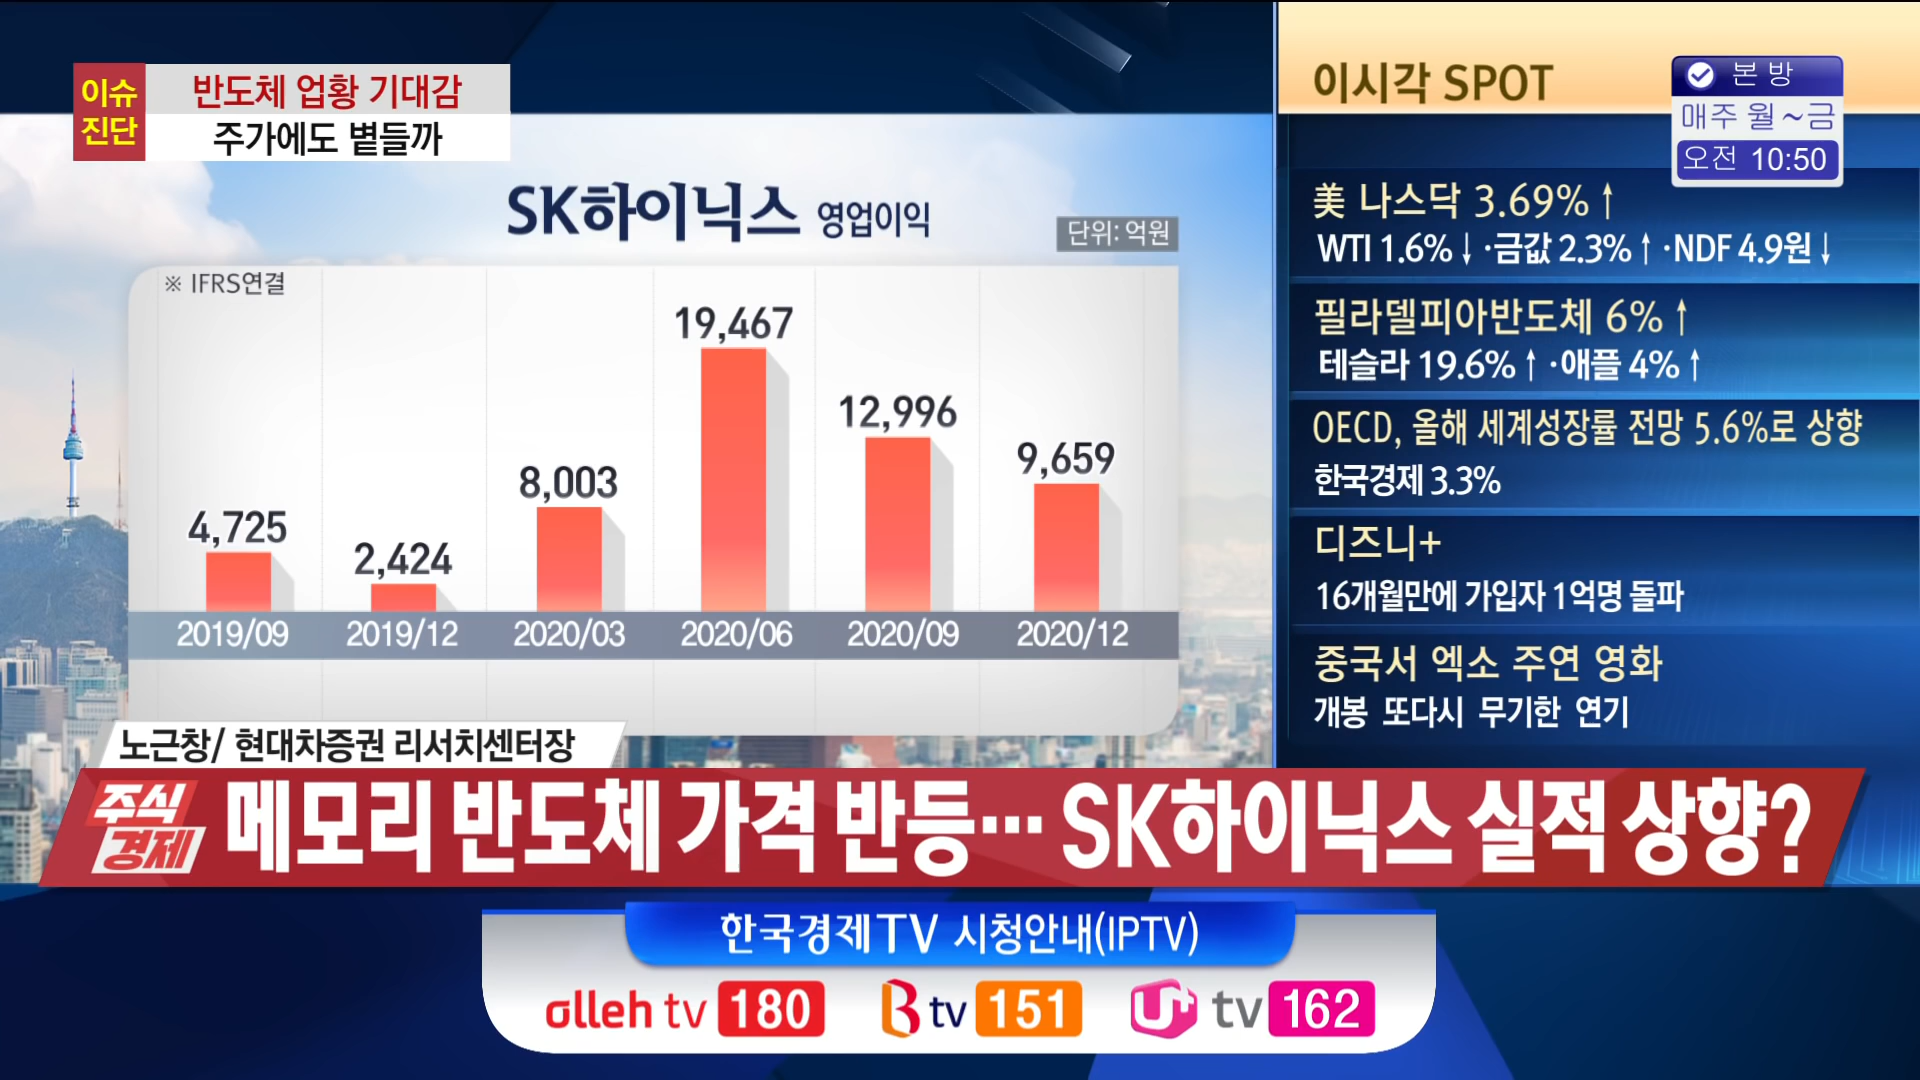 이슈
진단
반도체 업황 기대감
주가에도 볕들까
SK하이닉스 영업이익
단위: 억원
※ IFRS연결
4,725
2,424
8,003
19,467
12,996
9,659
2019/09
2019/12
2020/03
2020/06
2020/09
2020/12
이시각 SPOT
본 방
매주 월~금
오전 10:50
美 나스닥 3.69%↑
WTI 1.6%↓·금값 2.3%↑·NDF 4.9원↓
필라델피아반도체 6%↑
테슬라 19.6%↑·애플 4%↑
OECD, 올해 세계성장률 전망 5.6%로 상향
한국경제 3.3%
디즈니+
16개월만에 가입자 1억명 돌파
중국서 엑소 주연 영화
개봉 또다시 무기한 연기
노근창/ 현대차증권 리서치센터장
주식
경제
메모리 반도체 가격 반등… SK하이닉스 실적 상향?
한국경제TV 시청안내(IPTV)
olleh tv 180
B tv 151
U+ tv 162